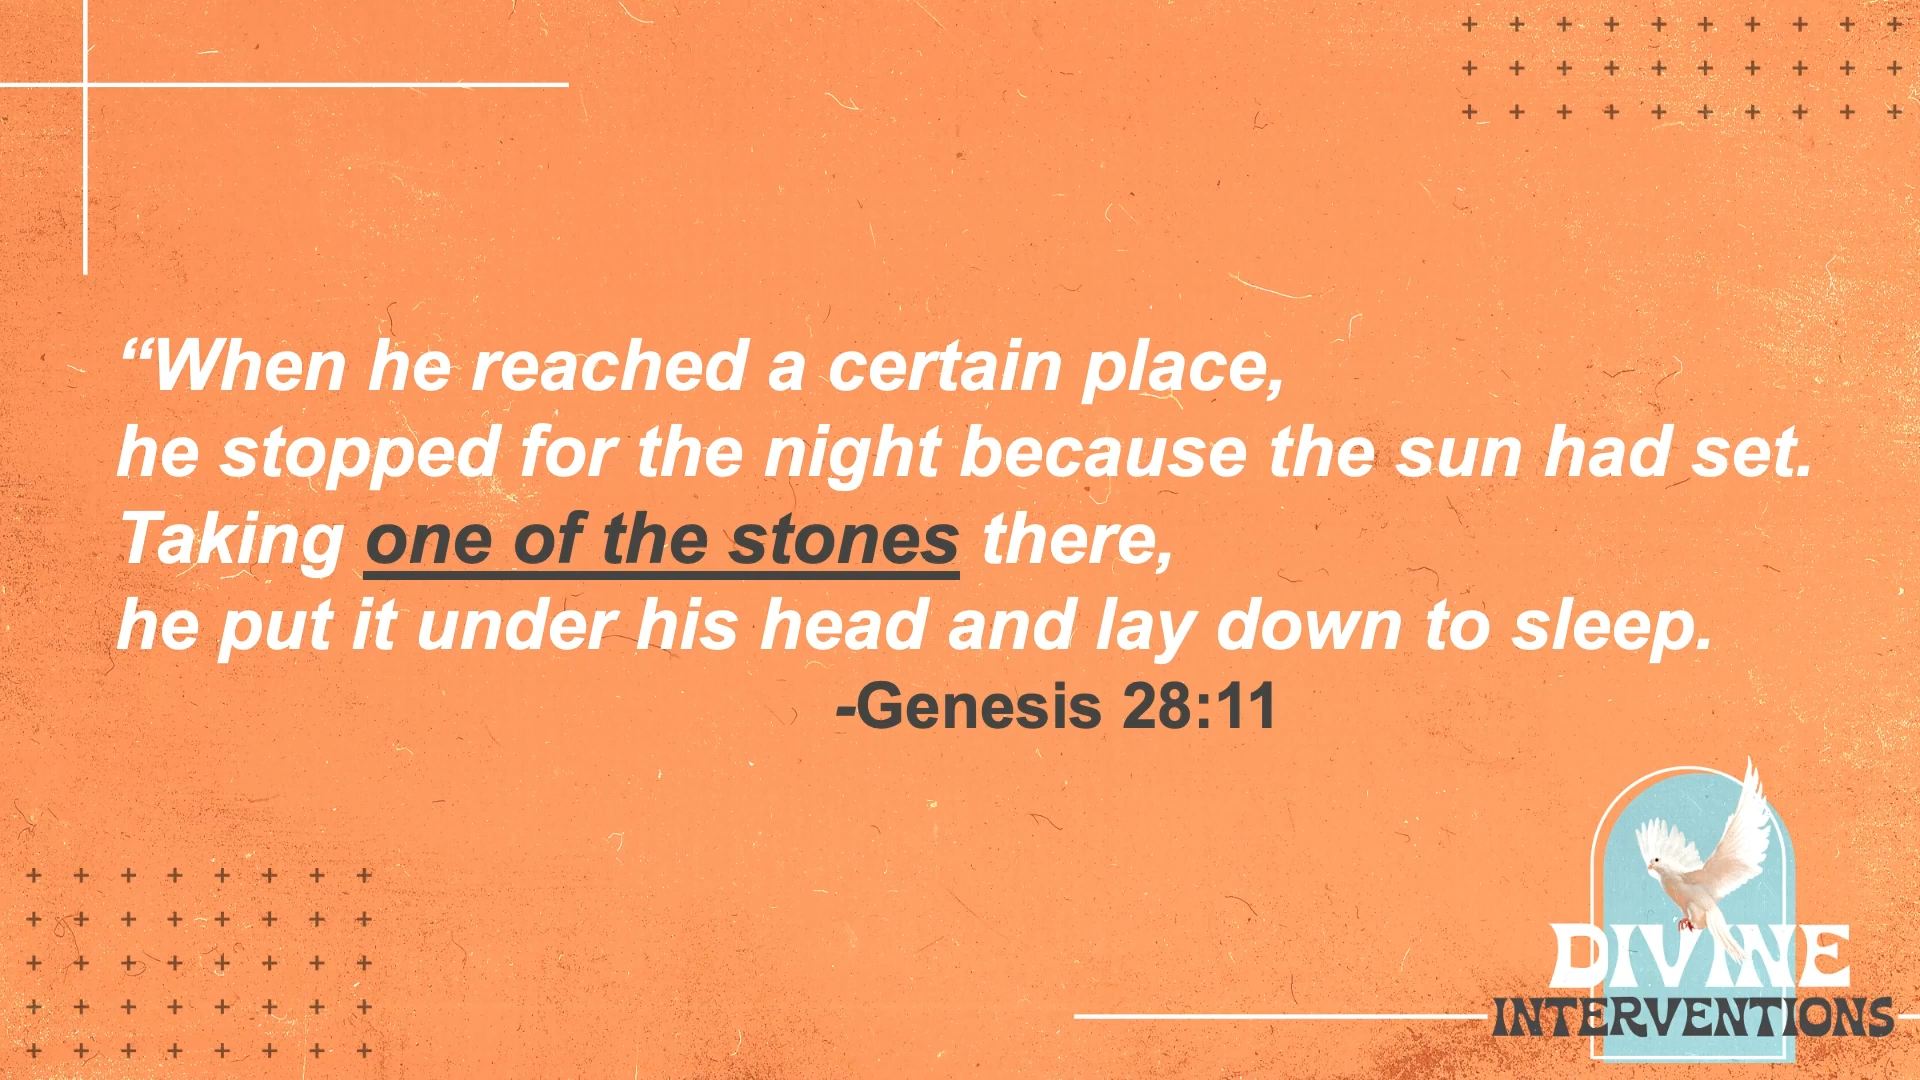 “When he reached a certain place,
he stopped for the night because the sun had set.
Taking one of the stones there,
he put it under his head and lay down to sleep.
-Genesis 28:11
DIVINE
INTERVENTIONS